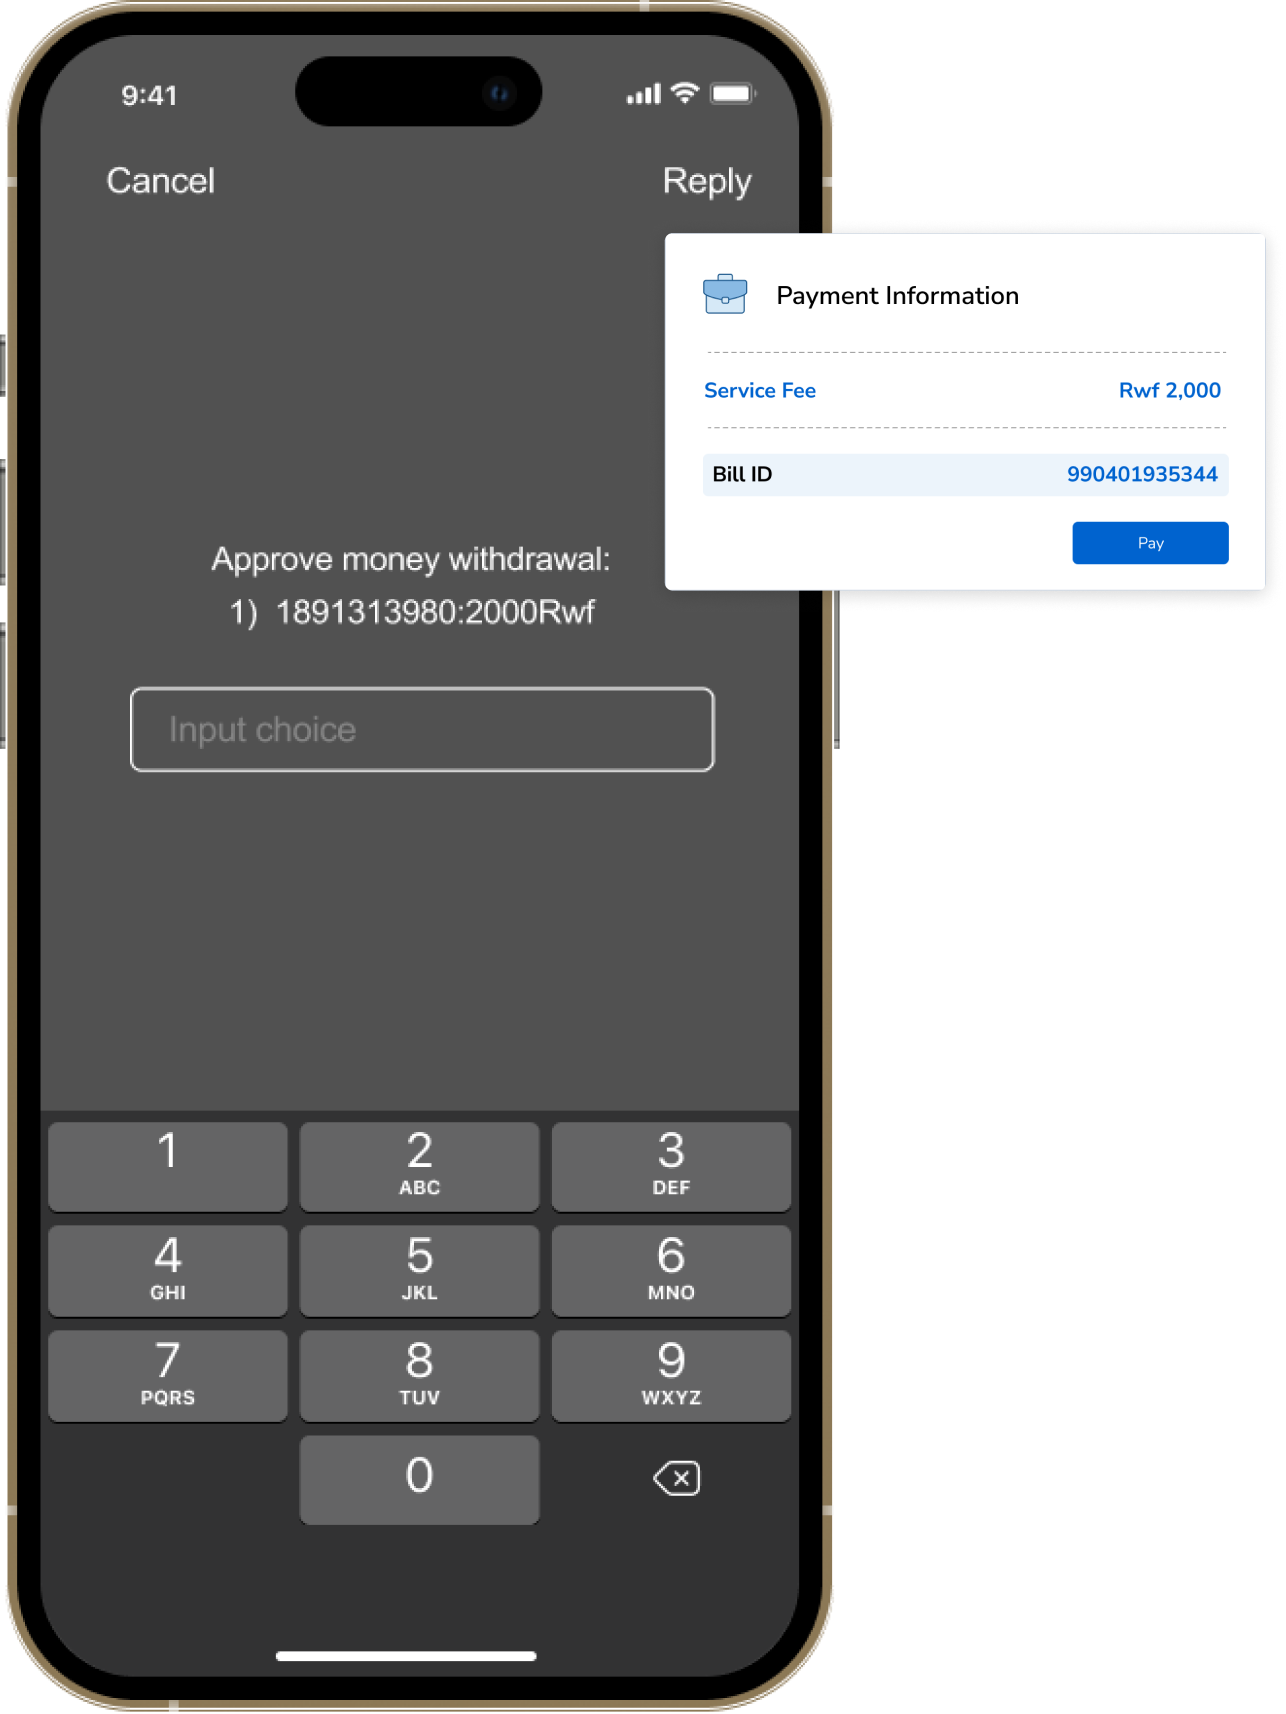 9:41
Cancel Reply
Payment Information
Service Fee Rwf 2,000
Bill ID 990401935344
Pay
Approve money withdrawal:
1) 1891313980:2000Rwf
Input choice
1 2 3
ABC DEF
4 5 6
GHI JKL MNO
7 8 9
PQRS TUV WXYZ
0